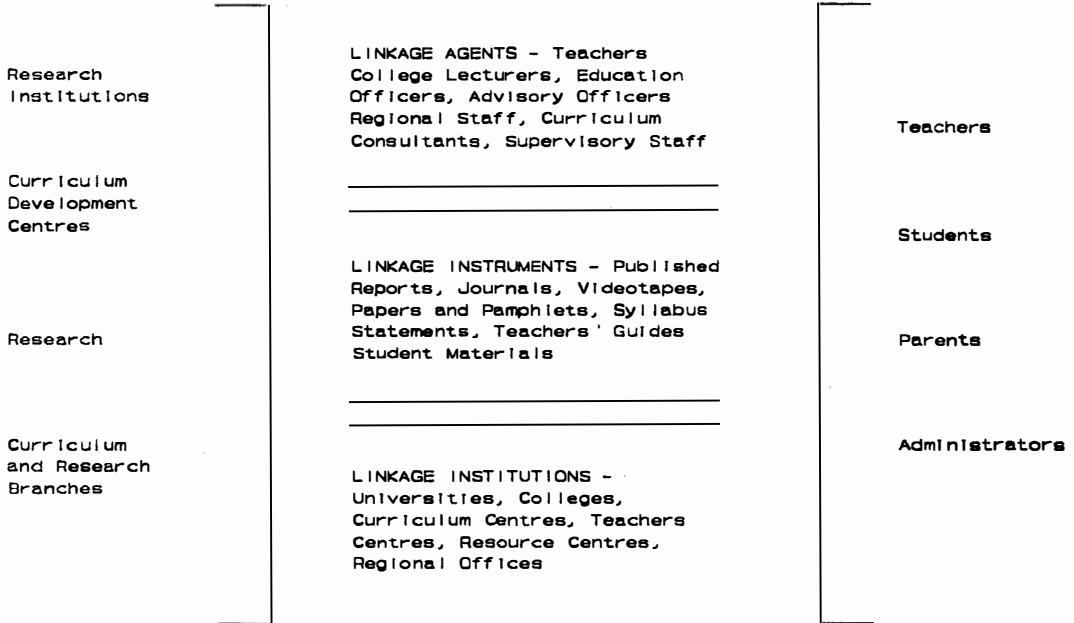 Research
Institutions
Curriculum
Development
Centres
Research
Curriculum
and Research
Branches
LINKAGE AGENTS - Teachers
College Lecturers, Education
Officers, Advisory Officers
Regional Staff, Curriculum
Consultants, Supervisory Staff
LINKAGE INSTRUMENTS - Published
Reports, Journals, Videotapes,
Papers and Pamphlets, Syllabus
Statements, Teachers' Guides
Student Materials
LINKAGE INSTITUTIONS -
Universities, Colleges,
Curriculum Centres, Teachers
Centres, Resource Centres,
Regional Offices
Teachers
Students
Parents
Administrators